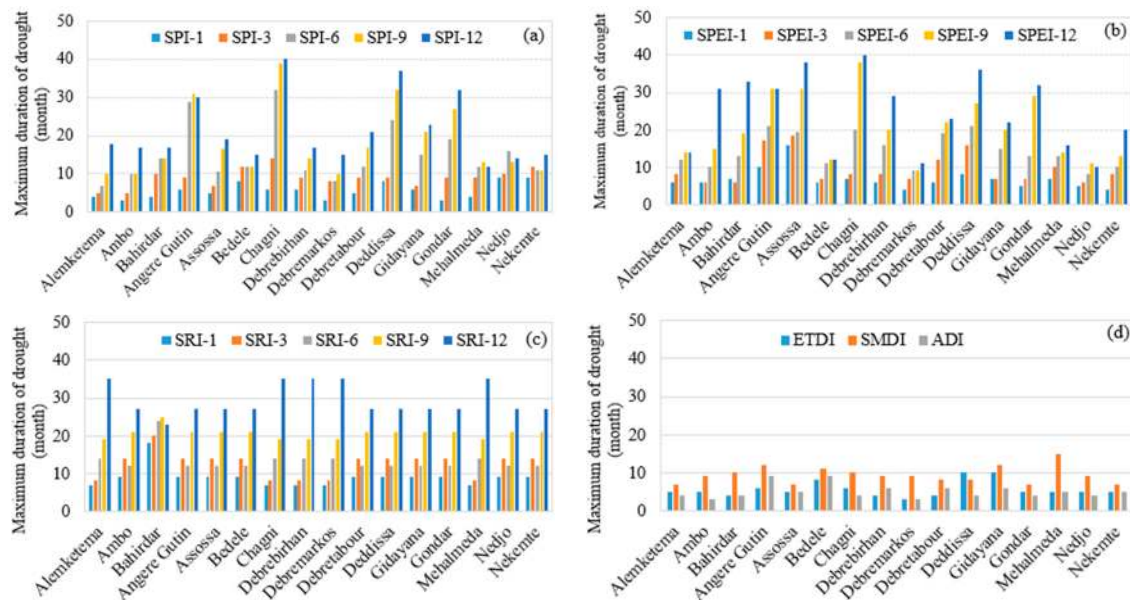 Maximum duration of drought
(month)
50
40
30
20
10
0
SPI-1 SPI-3 SPI-6 SPI-9 SPI-12
(a)
Alemketema
Ambo
Bahirdar
Angere Gutin
Assossa
Bedele
Chagni
Debrebirhan
Debremarkos
Debretabour
Deddissa
Gidayana
Gondar
Mehalmeda
Nedjo
Nekemte
Maximum duration of drought
(month)
50
40
30
20
10
0
SPEI-1 SPEI-3 SPEI-6 SPEI-9 SPEI-12
(b)
Alemketema
Ambo
Bahirdar
Angere Gutin
Assossa
Bedele
Chagni
Debrebirhan
Debremarkos
Debretabour
Deddissa
Gidayana
Gondar
Mehalmeda
Nedjo
Nekemte
Maximum duration of drought
(month)
50
40
30
20
10
0
SRI-1 SRI-3 SRI-6 SRI-9 SRI-12
(c)
Alemketema
Ambo
Bahirdar
Angere Gutin
Assossa
Bedele
Chagni
Debrebirhan
Debremarkos
Debretabour
Deddissa
Gidayana
Gondar
Mehalmeda
Nedjo
Nekemte
Maximum duration of drought
(month)
50
40
30
20
10
0
ETDI SMDI ADI
(d)
Alemketema
Ambo
Bahirdar
Angere Gutin
Assossa
Bedele
Chagni
Debrebirhan
Debremarkos
Debretabour
Deddissa
Gidayana
Gondar
Mehalmeda
Nedjo
Nekemte